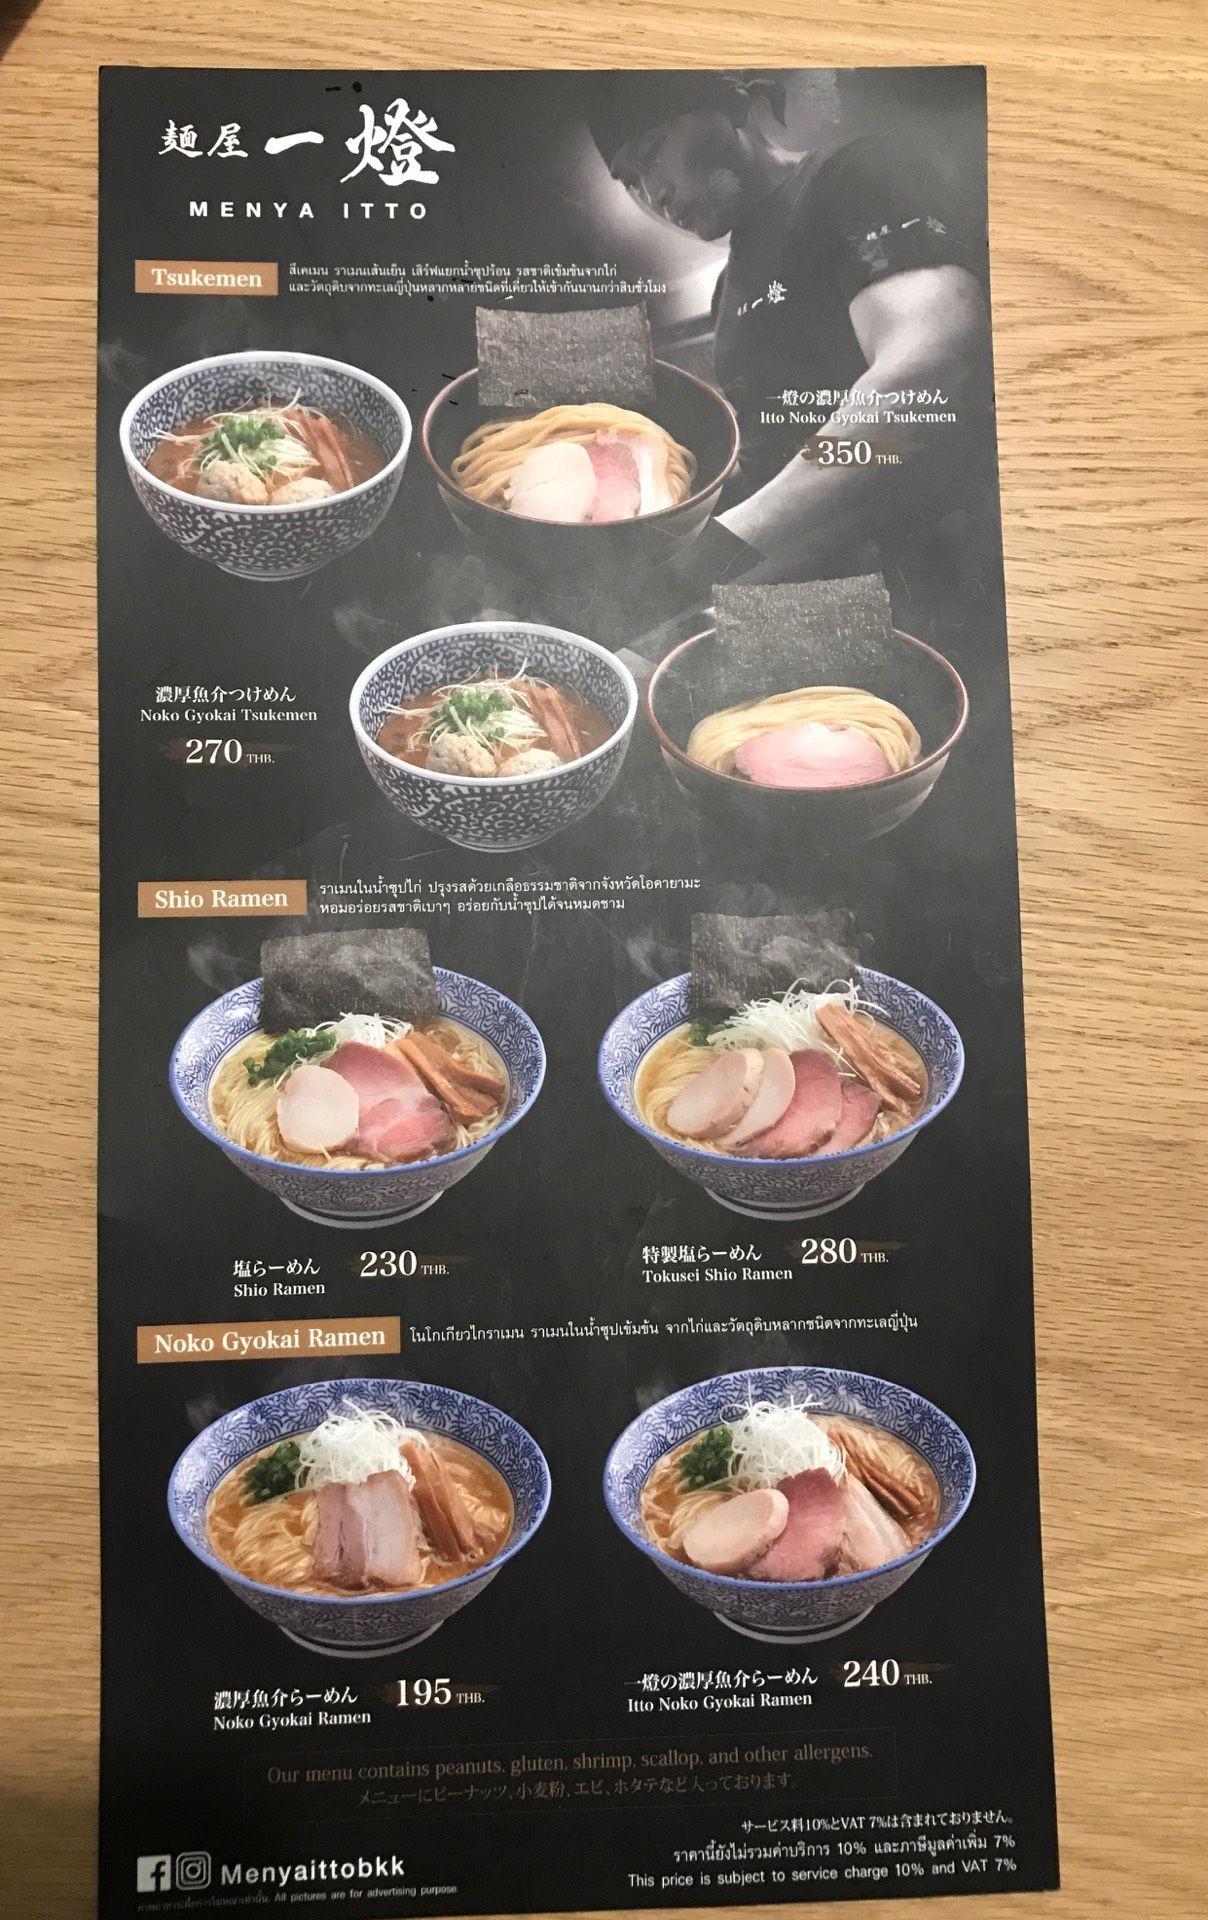 麺屋 一燈
MENYA ITTO
Tsukemen
สึเคเมน ราเมนเส้นเย็น เสิร์ฟแยกน้ำซุปร้อน รสชาติเข้มข้นจากไก่
และวัตถุดิบจากทะเลญี่ปุ่นหลากหลายชนิดที่เคี่ยวให้เข้ากันนานกว่าสิบชั่วโมง
一燈の濃厚魚介つけめん
Itto Noko Gyokai Tsukemen
350 THB.
濃厚魚介つけめん
Noko Gyokai Tsukemen
270 THB.
Shio Ramen
ราเมนในน้ำซุปไก่ ปรุงรสด้วยเกลือธรรมชาติจากจังหวัดโอคายามะ
หอมอร่อยรสชาติเบาๆ อร่อยกับน้ำซุปได้จนหมดชาม
塩らーめん 230 THB.
Shio Ramen
特製塩らーめん 280 THB.
Tokusei Shio Ramen
Noko Gyokai Ramen
โนโกเกียวไกราเมน ราเมนในน้ำซุปเข้มข้น จากไก่และวัตถุดิบหลากชนิดจากทะเลญี่ปุ่น
濃厚魚介らーめん 195 THB.
Noko Gyokai Ramen
一燈の濃厚魚介らーめん 240 THB.
Itto Noko Gyokai Ramen
Our menu contains peanuts, gluten, shrimp, scallop, and other allergens.
メニューにピーナッツ、小麦粉、エビ、ホタテなど入っております。
サービス料10%とVAT 7%は含まれておりません。
ราคานี้ยังไม่รวมค่าบริการ 10% และภาษีมูลค่าเพิ่ม 7%
This price is subject to service charge 10% and VAT 7%
Menyaittobkk
ภาพถ่ายเพื่อการโฆษณาเท่านั้น. All pictures are for advertising purpose.